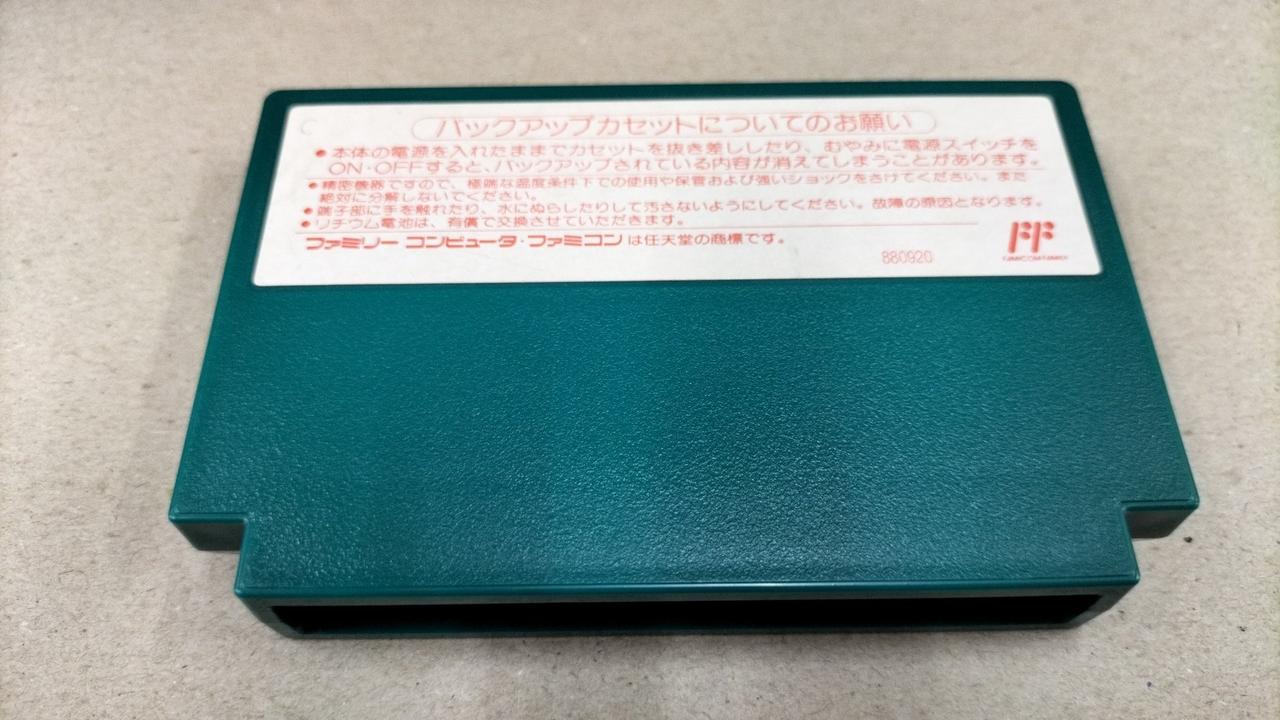 バックアップカセットについてのお願い
●本体の電源を入れたままでカセットを抜き差ししたり、むやみに電源スイッチを
ON・OFFすると、バックアップされている内容が消えてしまうことがあります。
●精密機器ですので、極端な温度条件下での使用や保管および強いショックをさけてください。また
絶対に分解しないでください。
●端子部に手を触れたり、水にぬらしたりして汚さないようにしてください。故障の原因となります。
●リチウム電池は、有償で交換させていただきます。
ファミリーコンピュータ・ファミコンは任天堂の商標です。
880920
FF